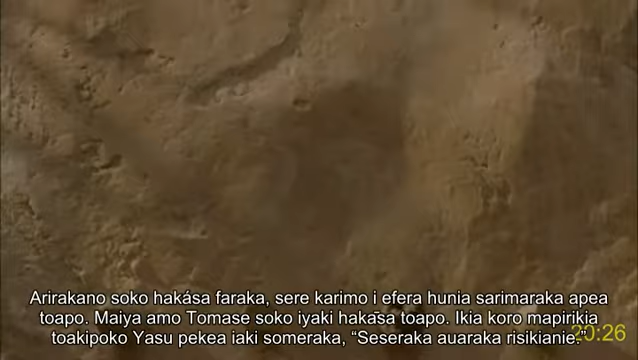 Arirakano soko hakása faraka, sere karimo i efera hunia sarimaraka apea
toapo. Maiya amo Tomase soko iyaki hakása toapo. Ikia koro mapirikia
toakipoko Yasu pekea iaki someraka, “Seseraka auaraka risikianie.”
20:26